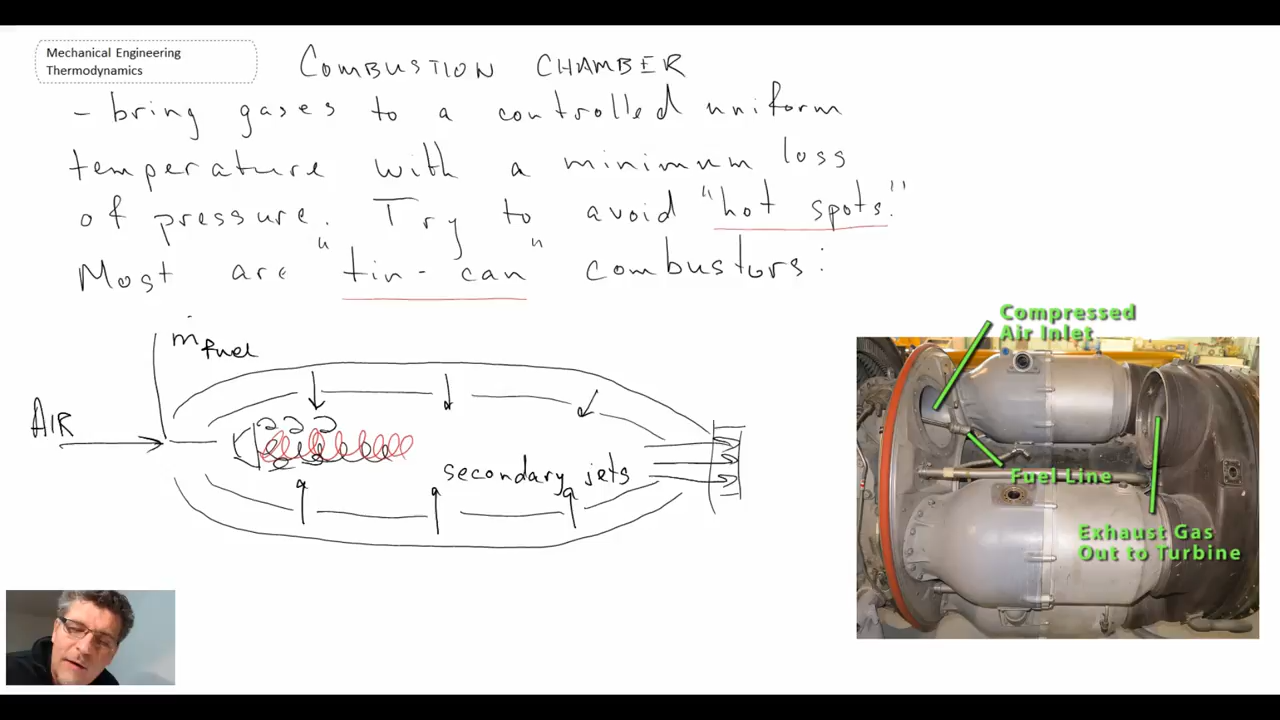 Mechanical Engineering
Thermodynamics
COMBUSTION CHAMBER
- bring gases to a controlled uniform
temperature with a minimum loss
of pressure. Try to avoid "hot spots."
Most are "tin-can" combustors:
ṁfuel
AIR
secondary jets
Compressed
Air Inlet
Fuel Line
Exhaust Gas
Out to Turbine